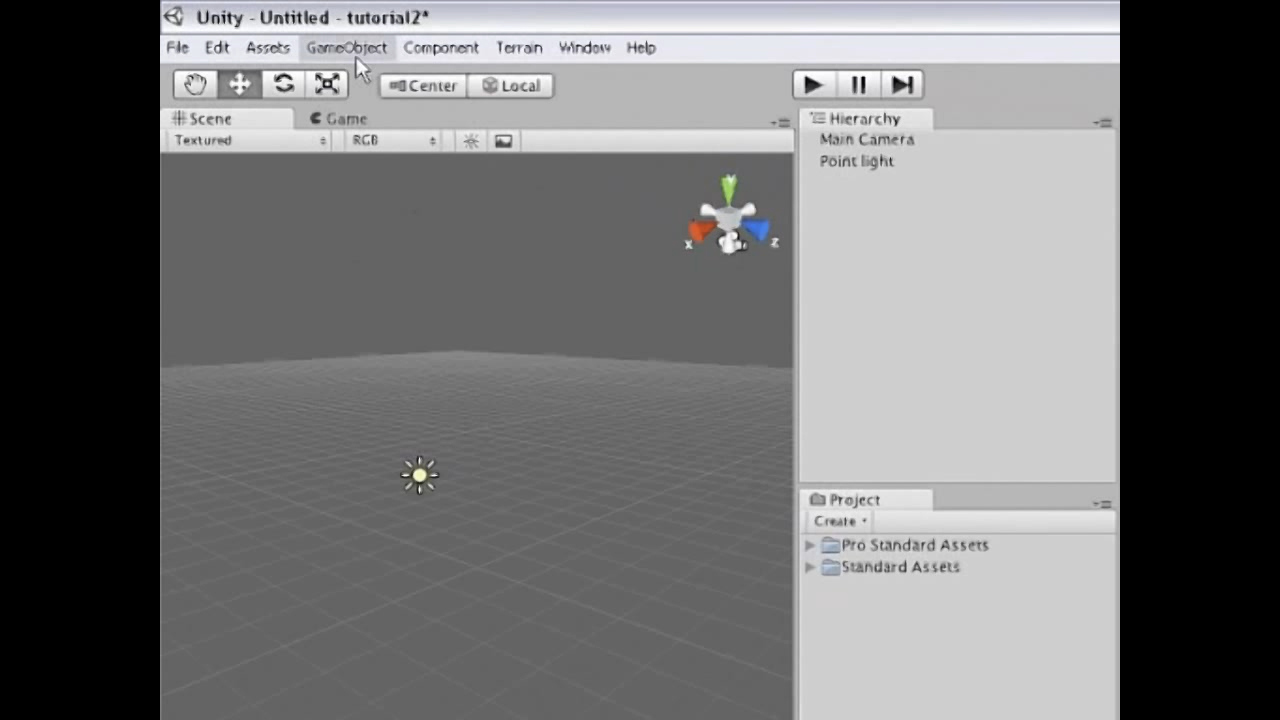 Unity - Untitled - tutorial2*
File Edit Assets GameObject Component Terrain Window Help
Center Local
Scene Game
Textured RGB
y
x z
Hierarchy
Main Camera
Point light
Project
Create
Pro Standard Assets
Standard Assets